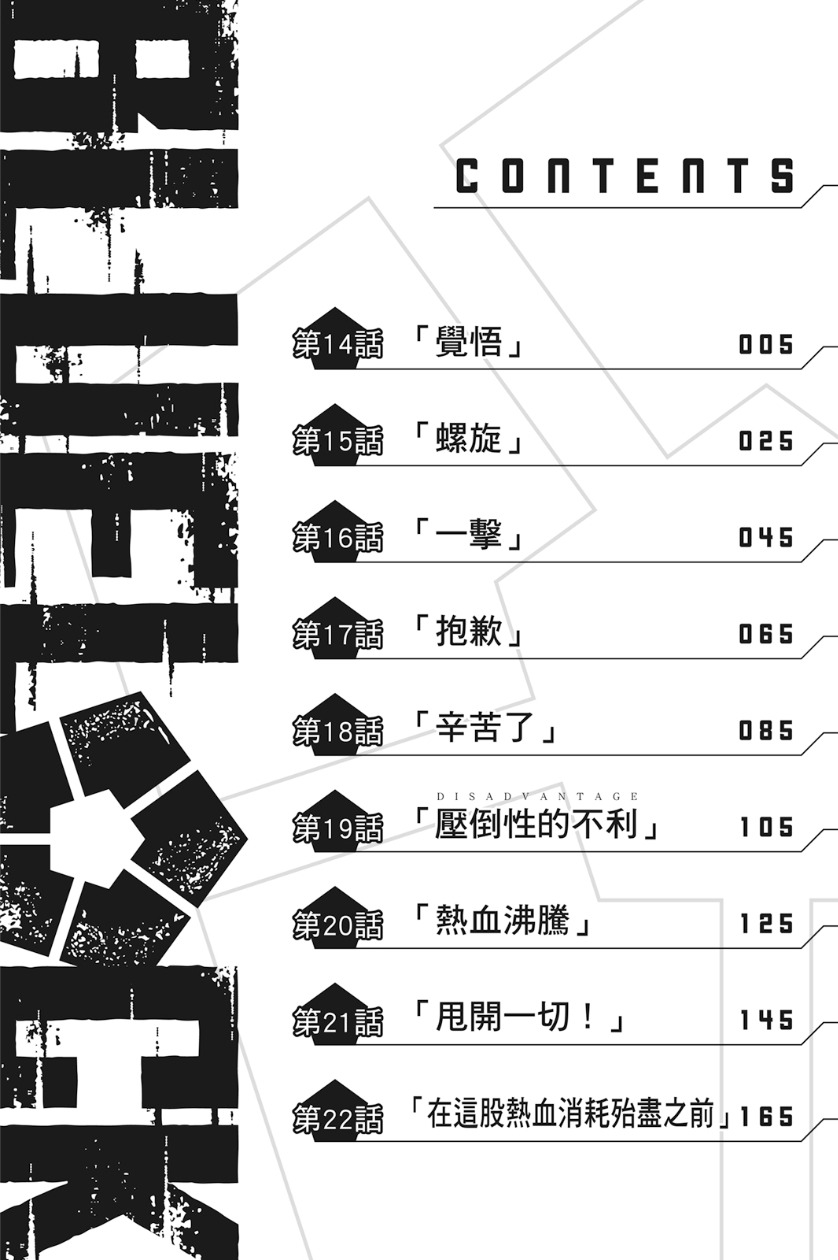 BLUE LOCK
CONTENTS
第14話 「覺悟」 005
第15話 「螺旋」 025
第16話 「一擊」 045
第17話 「抱歉」 065
第18話 「辛苦了」 085
DISADVANTAGE
第19話 「壓倒性的不利」 105
第20話 「熱血沸騰」 125
第21話 「甩開一切！」 145
第22話 「在這股熱血消耗殆盡之前」 165